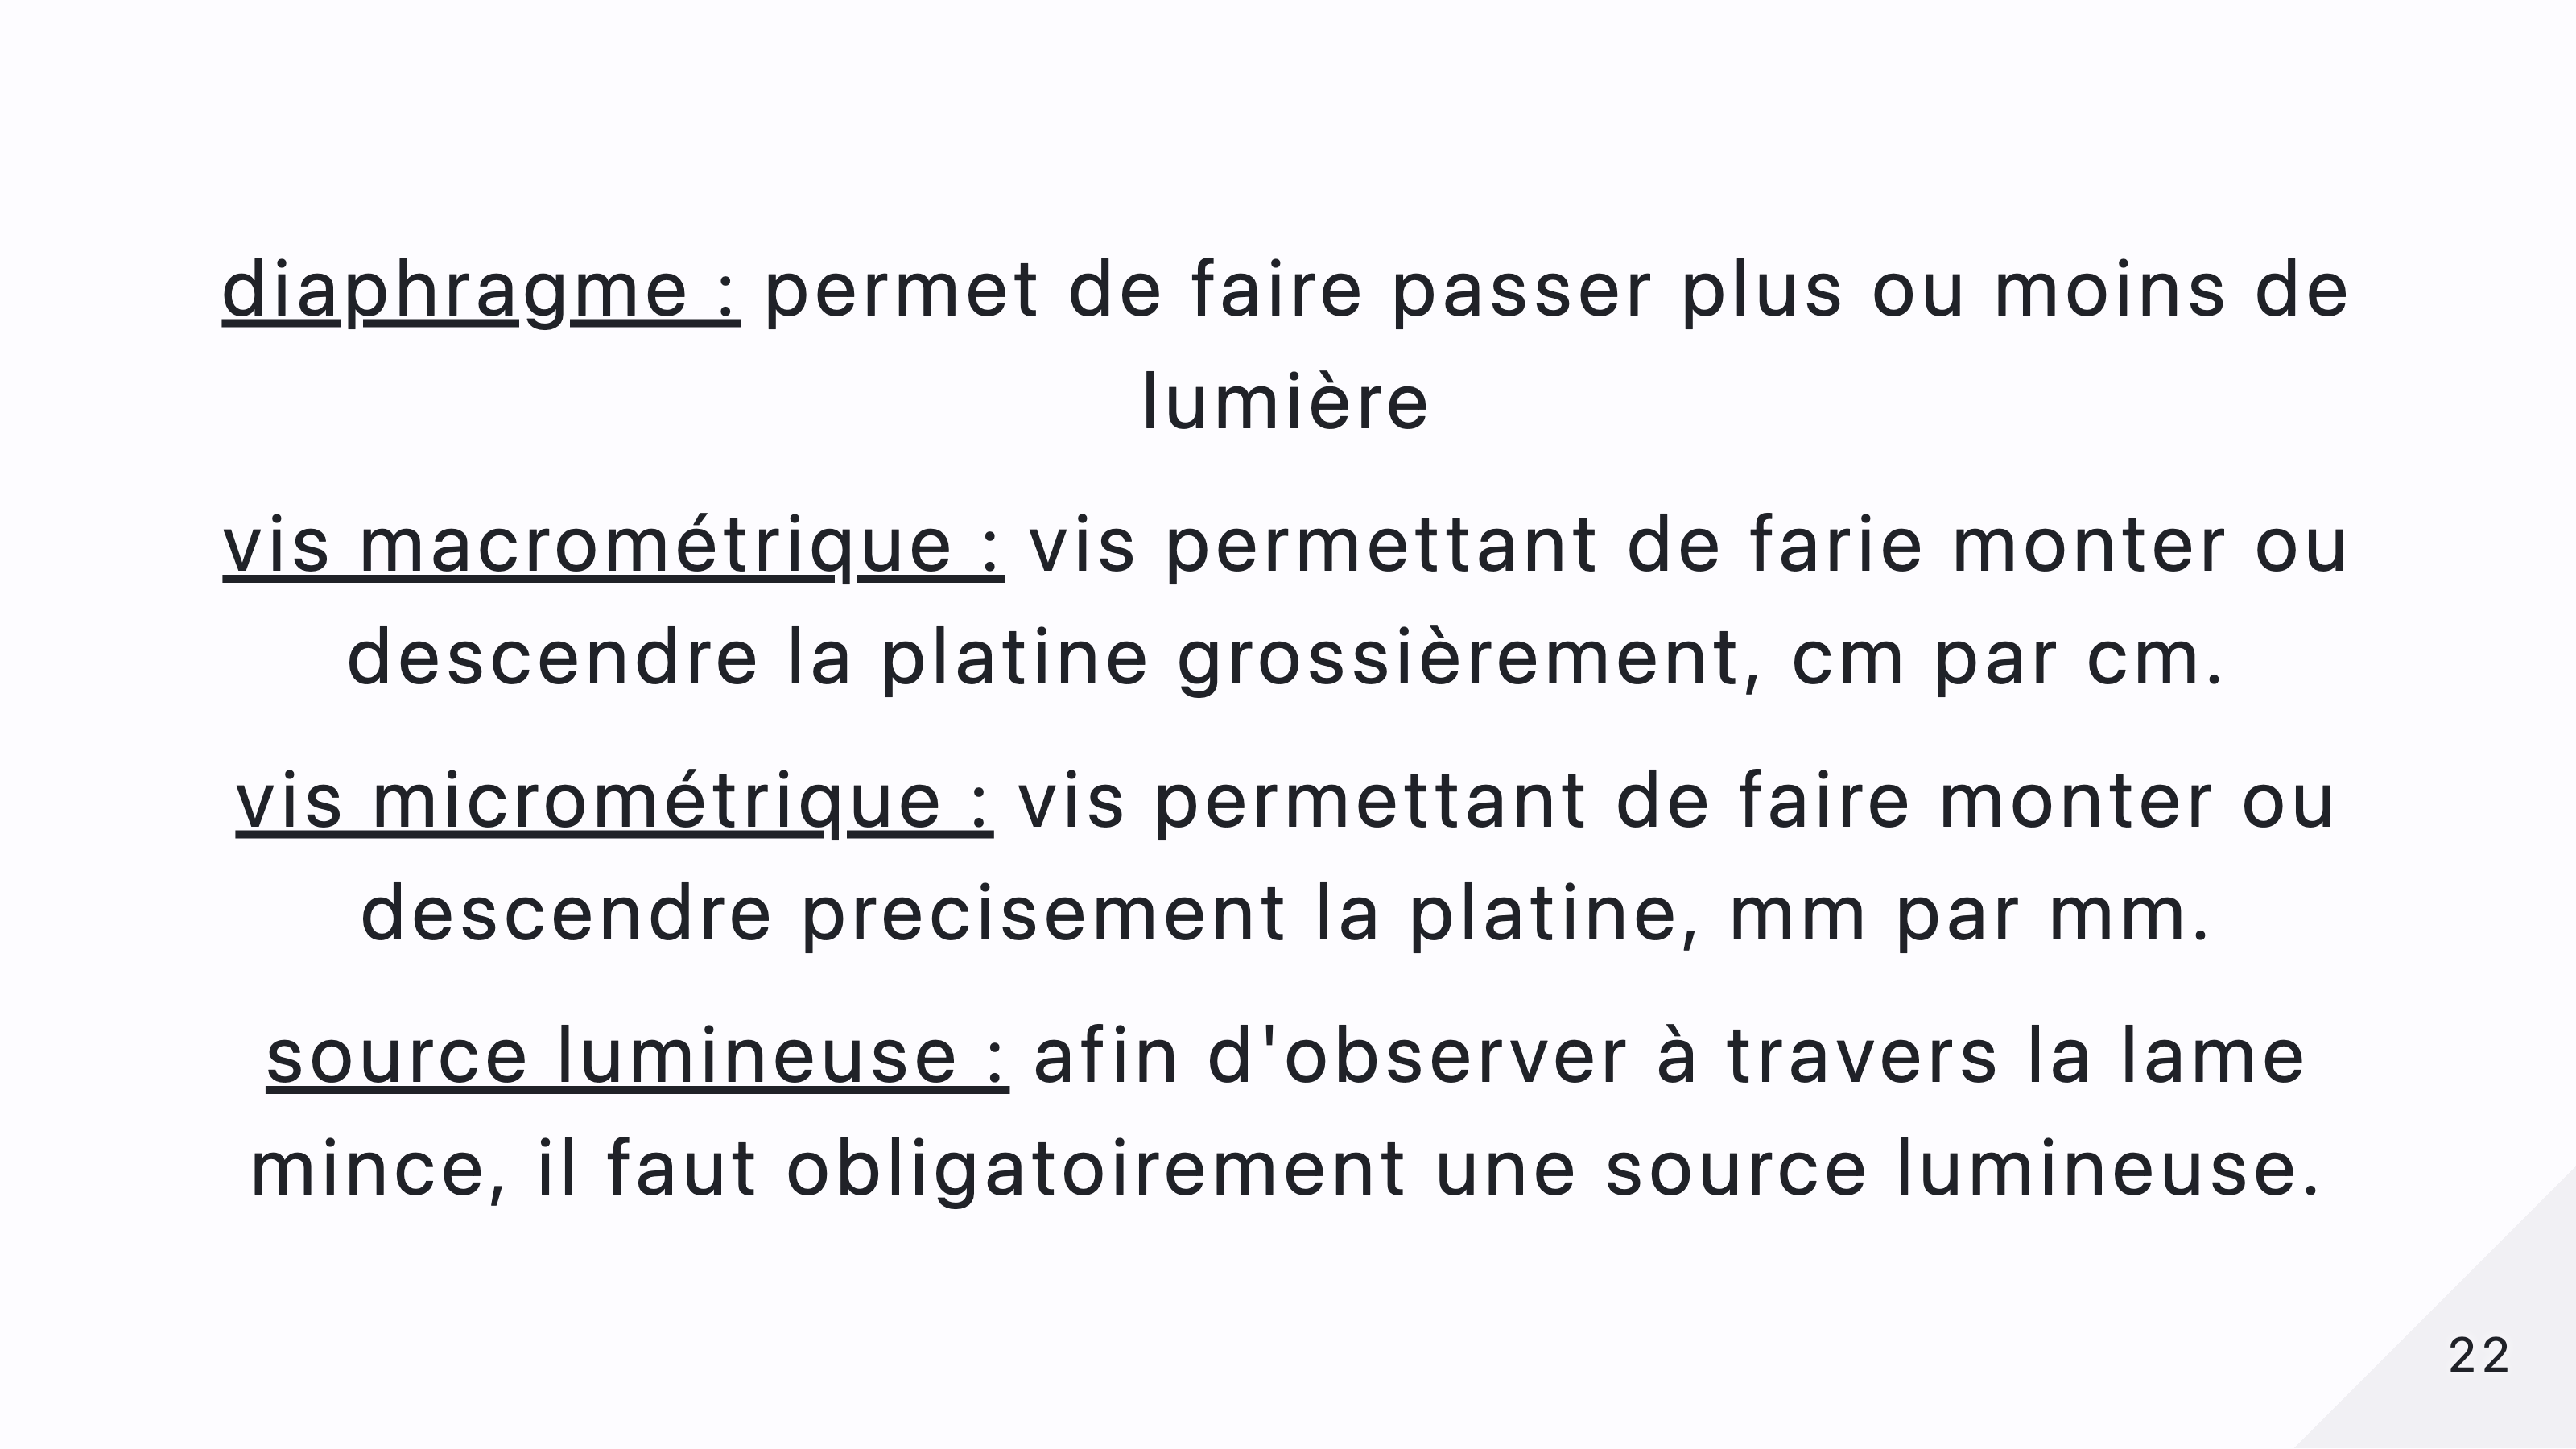 diaphragme : permet de faire passer plus ou moins de
lumière
vis macrométrique : vis permettant de farie monter ou
descendre la platine grossièrement, cm par cm.
vis micrométrique : vis permettant de faire monter ou
descendre precisement la platine, mm par mm.
source lumineuse : afin d'observer à travers la lame
mince, il faut obligatoirement une source lumineuse.
22